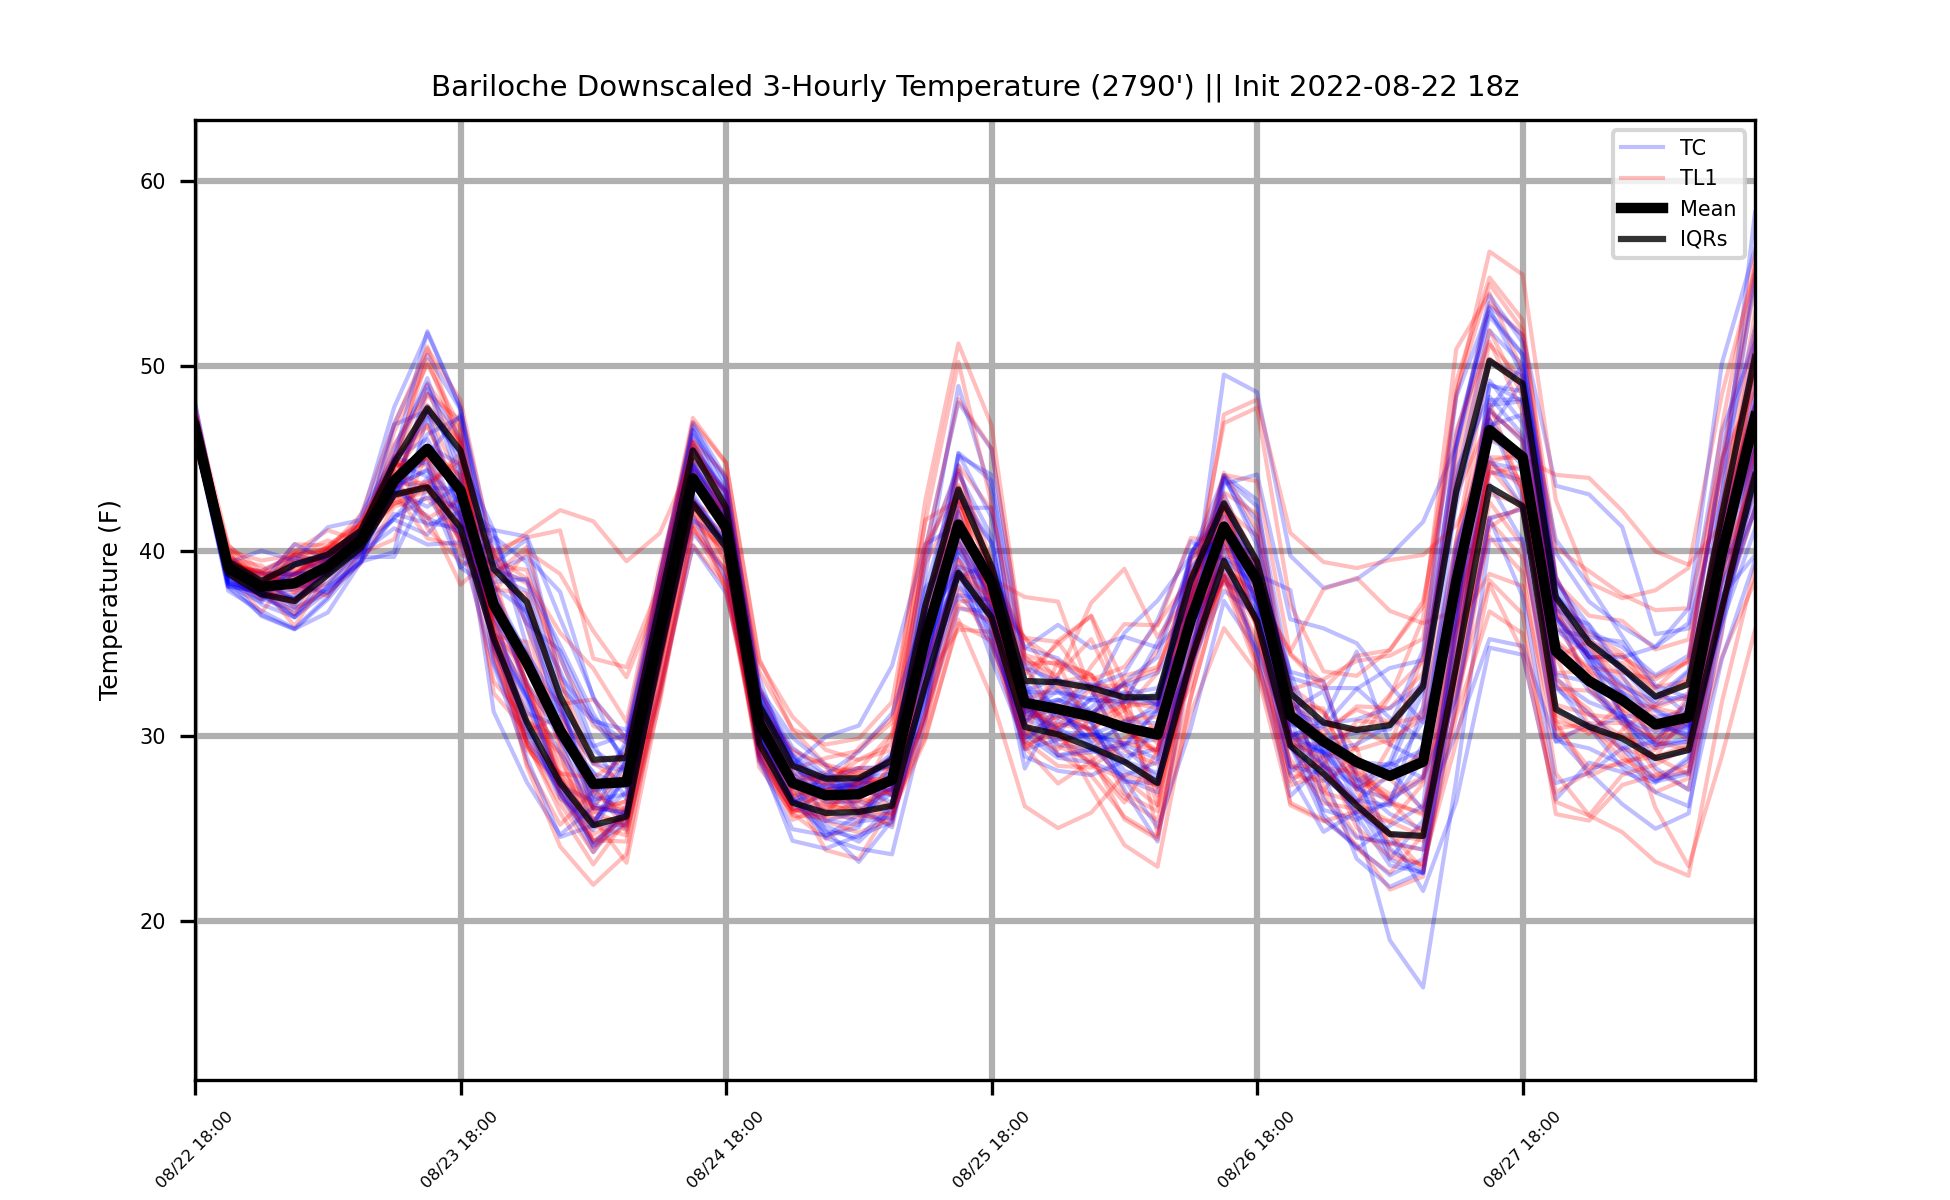 Bariloche Downscaled 3-Hourly Temperature (2790') || Init 2022-08-22 18z
TC
TL1
Mean
IQRs
Temperature (F)
60
50
40
30
20
08/22 18:00
08/23 18:00
08/24 18:00
08/25 18:00
08/26 18:00
08/27 18:00